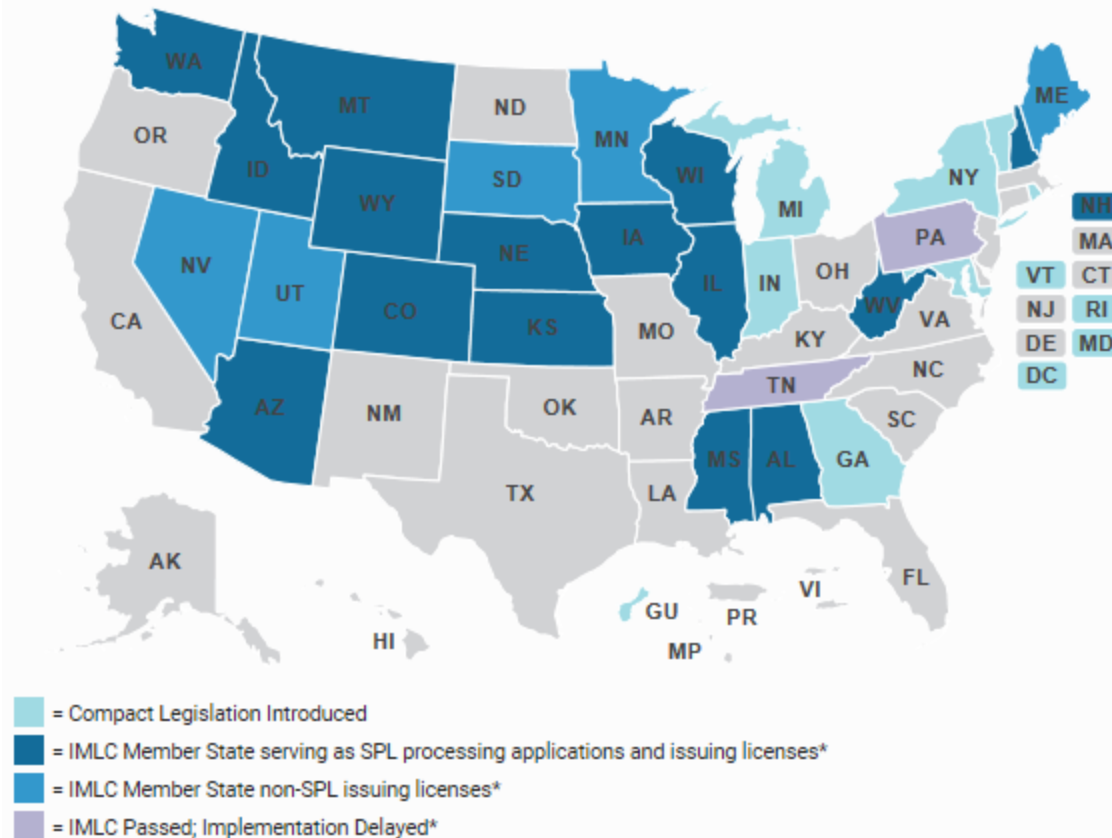 WA
MT
ND
MN
ME
OR
ID
SD
WI
NY
WY
MI
NH
NE
IA
PA
MA
NV
IL
IN
OH
VT
CT
UT
CO
KS
MO
WV
VA
NJ
RI
CA
KY
DE
MD
DC
AZ
NM
OK
AR
TN
NC
SC
MS
AL
GA
TX
LA
AK
FL
VI
GU
PR
HI
MP
= Compact Legislation Introduced
= IMLC Member State serving as SPL processing applications and issuing licenses*
= IMLC Member State non-SPL issuing licenses*
= IMLC Passed; Implementation Delayed*